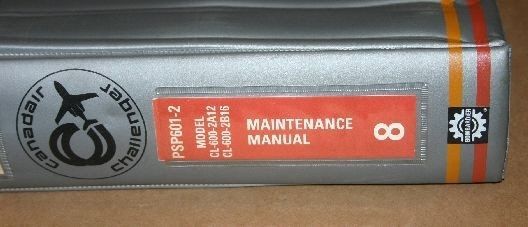 canadair
challenger
PSP601-2
MODEL
CL-600-2A12
CL-600-2B16
MAINTENANCE
MANUAL
8
BOMBARDIER